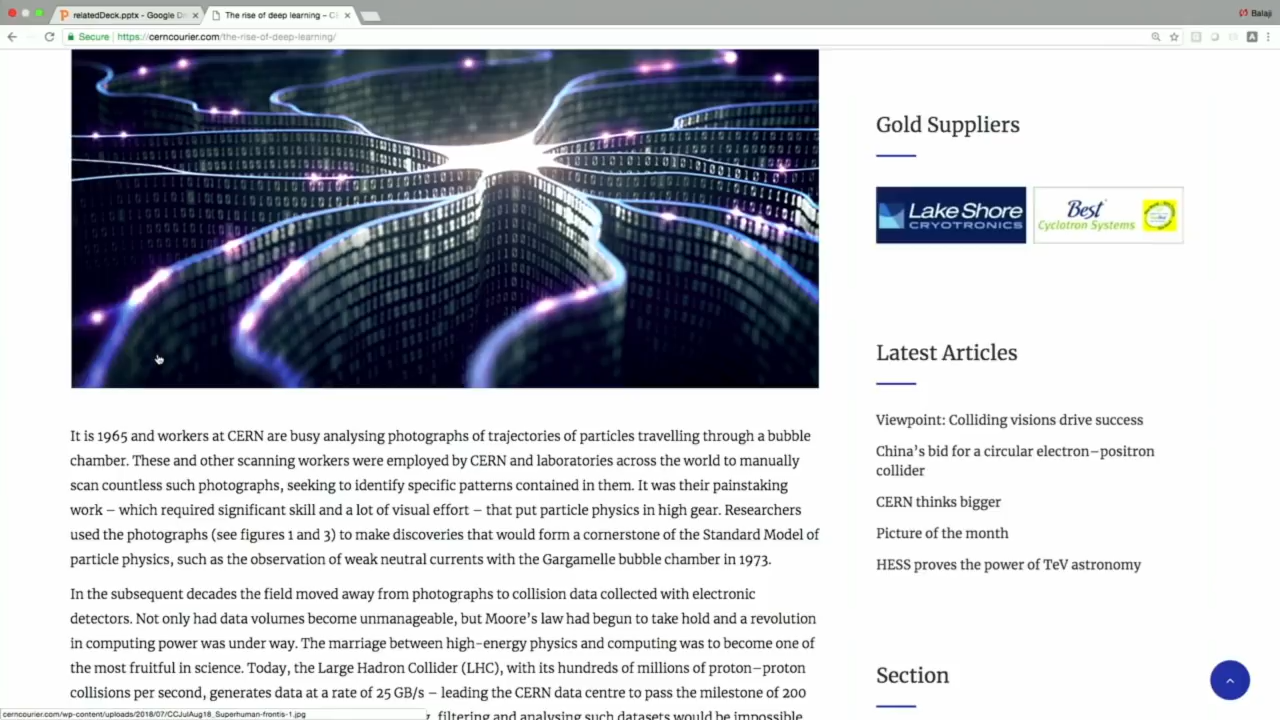 relatedDeck.pptx - Google Dr
The rise of deep learning – CE
Balaji
Secure
https://cerncourier.com/the-rise-of-deep-learning/
Gold Suppliers
Lake Shore
CRYOTRONICS
Best
Cyclotron Systems
Latest Articles
Viewpoint: Colliding visions drive success
China’s bid for a circular electron–positron
collider
CERN thinks bigger
Picture of the month
HESS proves the power of TeV astronomy
Section
It is 1965 and workers at CERN are busy analysing photographs of trajectories of particles travelling through a bubble
chamber. These and other scanning workers were employed by CERN and laboratories across the world to manually
scan countless such photographs, seeking to identify specific patterns contained in them. It was their painstaking
work – which required significant skill and a lot of visual effort – that put particle physics in high gear. Researchers
used the photographs (see figures 1 and 3) to make discoveries that would form a cornerstone of the Standard Model of
particle physics, such as the observation of weak neutral currents with the Gargamelle bubble chamber in 1973.
In the subsequent decades the field moved away from photographs to collision data collected with electronic
detectors. Not only had data volumes become unmanageable, but Moore’s law had begun to take hold and a revolution
in computing power was under way. The marriage between high-energy physics and computing was to become one of
the most fruitful in science. Today, the Large Hadron Collider (LHC), with its hundreds of millions of proton–proton
collisions per second, generates data at a rate of 25 GB/s – leading the CERN data centre to pass the milestone of 200
filtering and analysing such datasets would be impossible
cerncourier.com/wp-content/uploads/2018/07/CCJulAug18_Superhuman-frontis-1.jpg